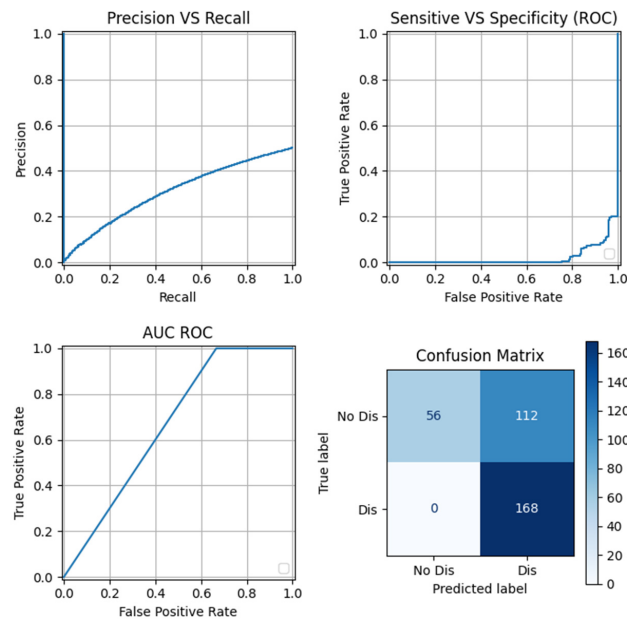 Precision VS Recall
1.0
0.8
0.6
0.4
0.2
0.0
Precision
0.0 0.2 0.4 0.6 0.8 1.0
Recall
Sensitive VS Specificity (ROC)
1.0
0.8
0.6
0.4
0.2
0.0
True Positive Rate
0.0 0.2 0.4 0.6 0.8 1.0
False Positive Rate
AUC ROC
1.0
0.8
0.6
0.4
0.2
0.0
True Positive Rate
0.0 0.2 0.4 0.6 0.8 1.0
False Positive Rate
Confusion Matrix
True label
No Dis 56 112
Dis 0 168
No Dis Dis
Predicted label
160
140
120
100
80
60
40
20
0